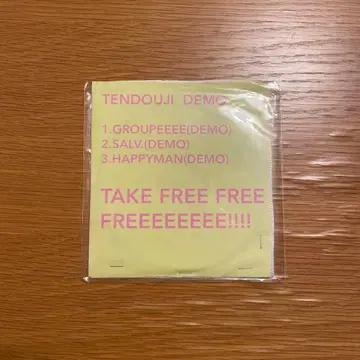 TENDOUJI DEMO
1.GROUPEEEE(DEMO)
2.SALV.(DEMO)
3.HAPPYMAN(DEMO)
TAKE FREE FREE
FREEEEEEEE!!!!